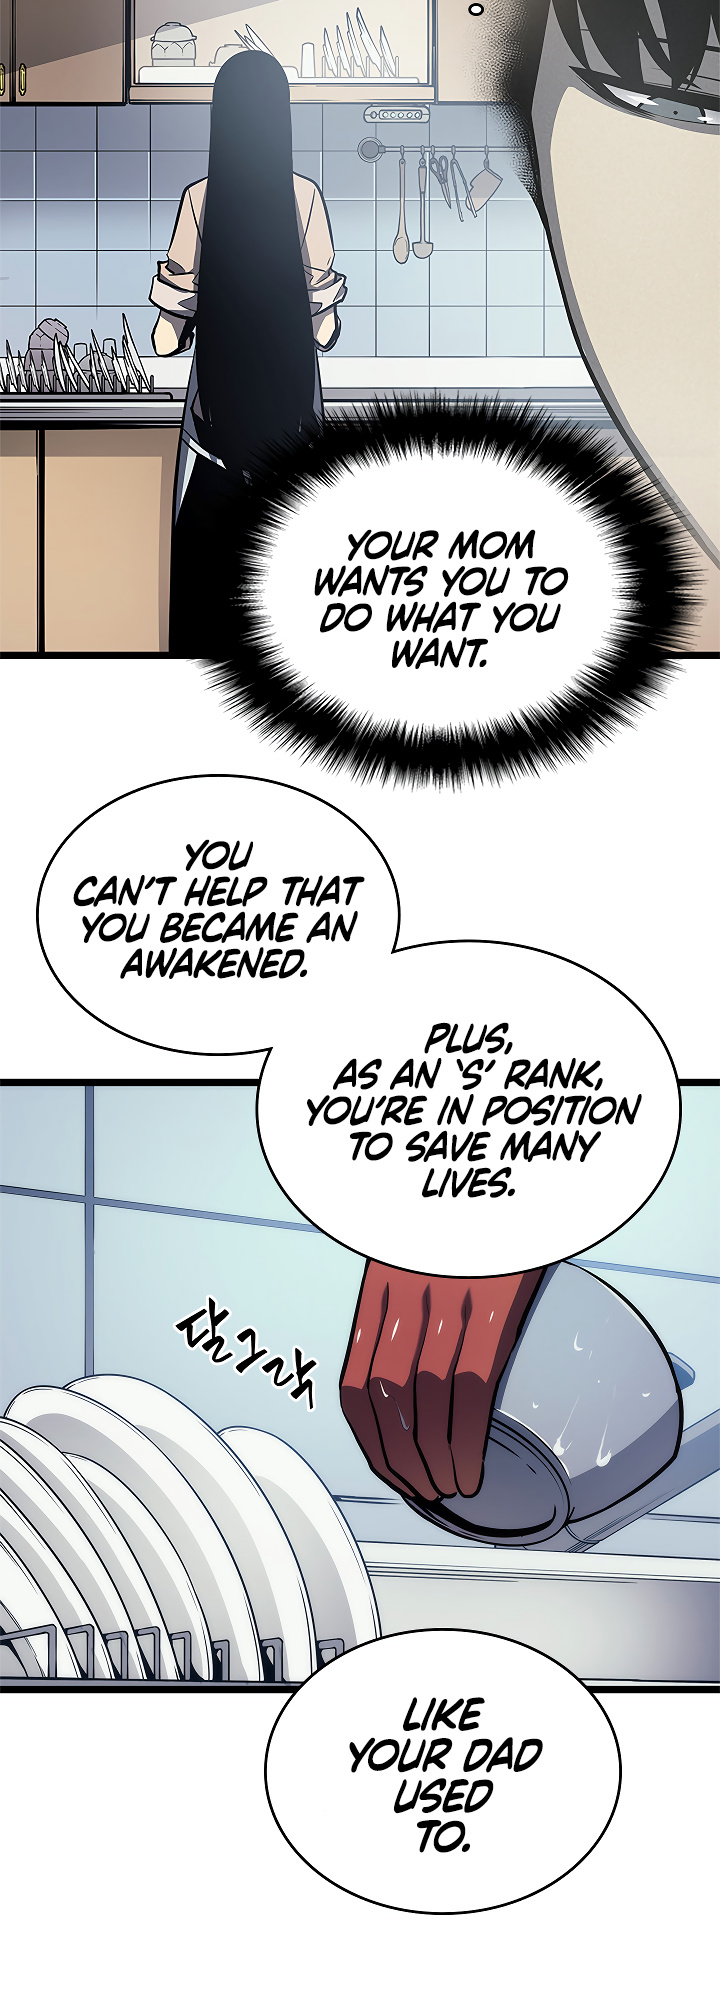 YOUR MOM
WANTS YOU TO
DO WHAT YOU
WANT.
YOU
CAN'T HELP THAT
YOU BECAME AN
AWAKENED.
PLUS,
AS AN 'S' RANK,
YOU'RE IN POSITION
TO SAVE MANY
LIVES.
달그락
LIKE
YOUR DAD
USED
TO.